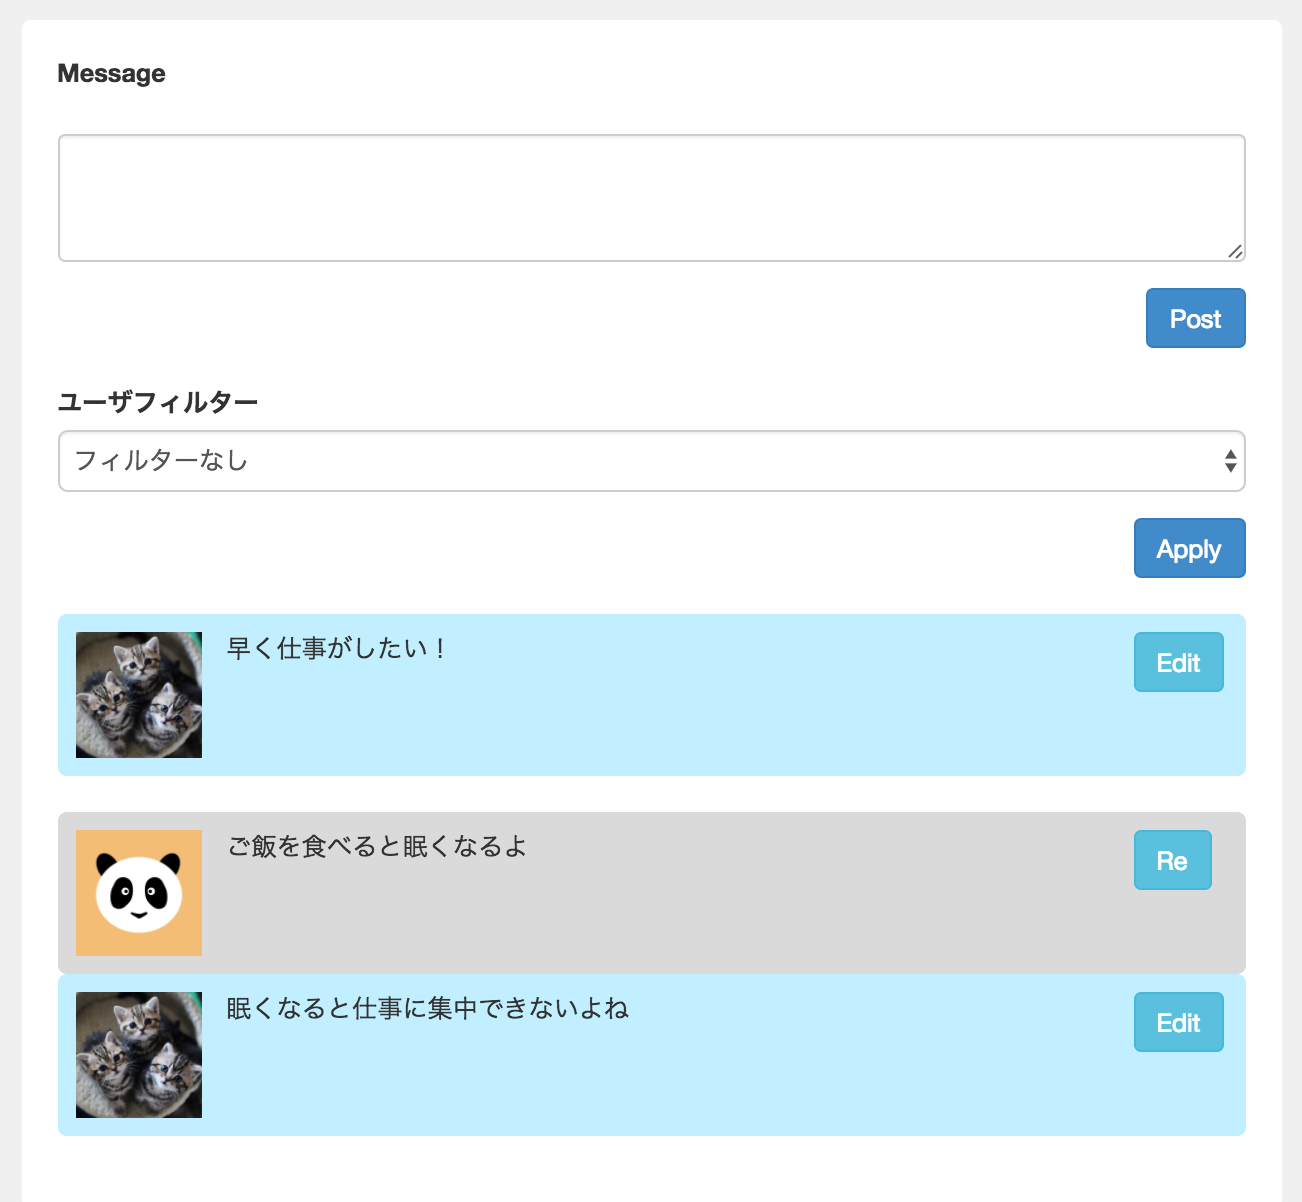 Message
Post
ユーザフィルター
フィルターなし
Apply
早く仕事がしたい！
Edit
ご飯を食べると眠くなるよ
Re
眠くなると仕事に集中できないよね
Edit